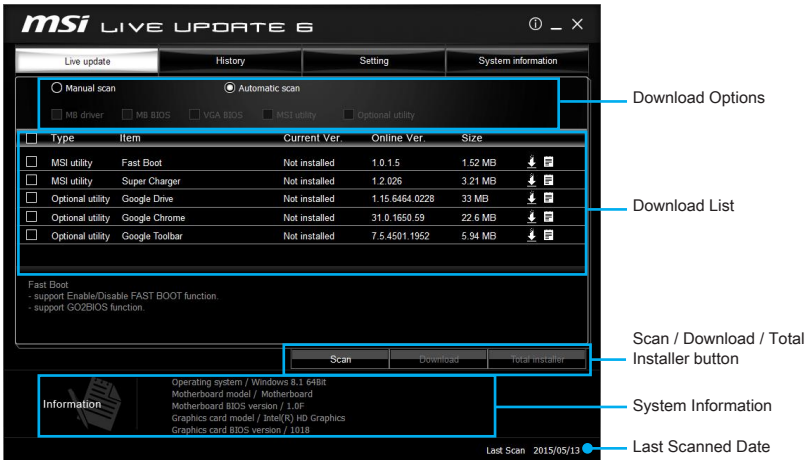 msi LIVE UPDATE 6
Live update History Setting System information
Manual scan Automatic scan
MB driver MB BIOS VGA BIOS MSI utility Optional utility
Download Options
Type Item Current Ver. Online Ver. Size
MSI utility Fast Boot Not installed 1.0.1.5 1.52 MB
MSI utility Super Charger Not installed 1.2.026 3.21 MB
Optional utility Google Drive Not installed 1.15.6464.0228 33 MB
Optional utility Google Chrome Not installed 31.0.1650.59 22.6 MB
Optional utility Google Toolbar Not installed 7.5.4501.1952 5.94 MB
Download List
Fast Boot
- support Enable/Disable FAST BOOT function.
- support GO2BIOS function.
Scan Download Total Installer
Scan / Download / Total
Installer button
Information
Operating system / Windows 8.1 64Bit
Motherboard model / Motherboard
Motherboard BIOS version / 1.0F
Graphics card model / Intel(R) HD Graphics
Graphics card BIOS version / 1018
System Information
Last Scan 2015/05/13
Last Scanned Date